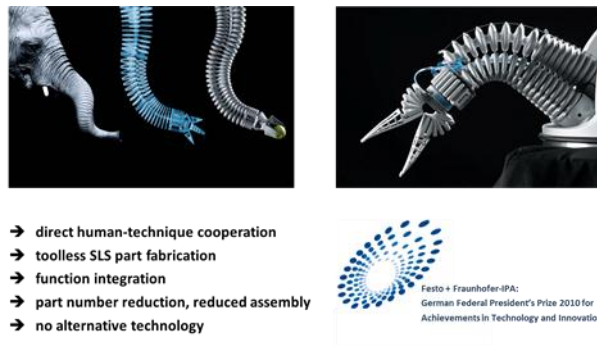 → direct human-technique cooperation
→ toolless SLS part fabrication
→ function integration
→ part number reduction, reduced assembly
→ no alternative technology
Festo + Fraunhofer-IPA:
German Federal President's Prize 2010 for
Achievements in Technology and Innovatio